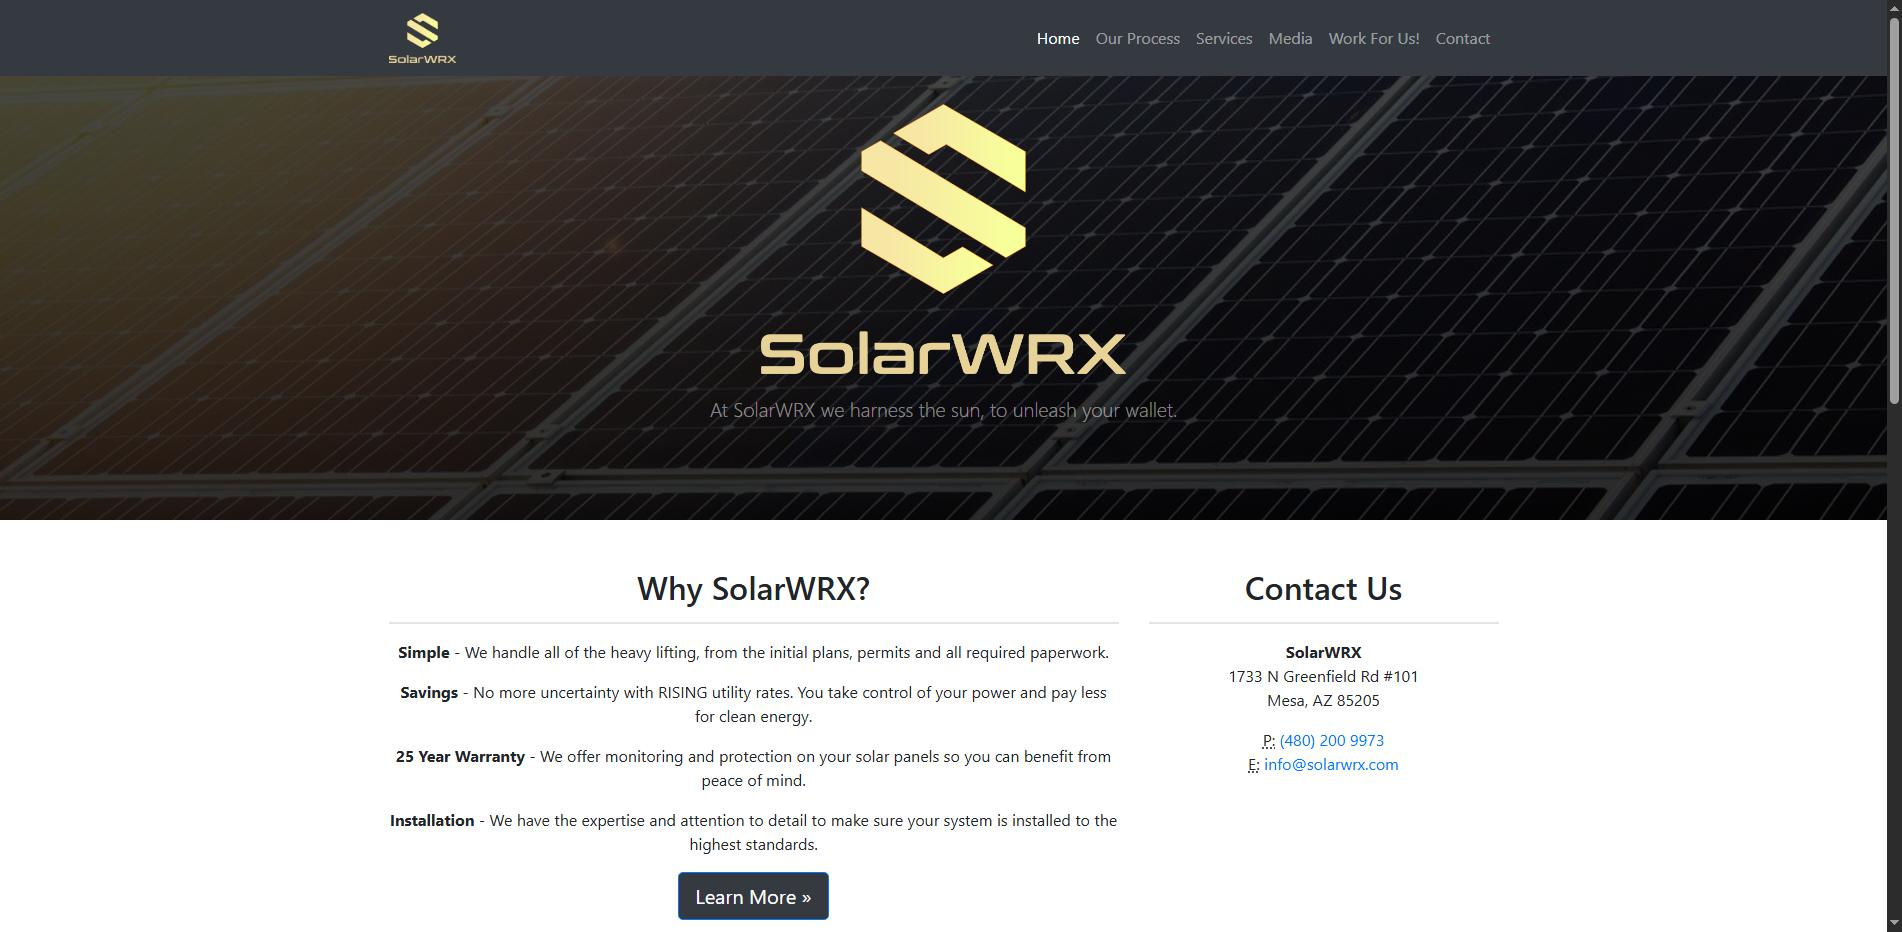 SolarWRX
Home Our Process Services Media Work For Us! Contact
SolarWRX
At SolarWRX we harness the sun, to unleash your wallet.
Why SolarWRX?
Simple - We handle all of the heavy lifting, from the initial plans, permits and all required paperwork.
Savings - No more uncertainty with RISING utility rates. You take control of your power and pay less
for clean energy.
25 Year Warranty - We offer monitoring and protection on your solar panels so you can benefit from
peace of mind.
Installation - We have the expertise and attention to detail to make sure your system is installed to the
highest standards.
Learn More »
Contact Us
SolarWRX
1733 N Greenfield Rd #101
Mesa, AZ 85205
P: (480) 200 9973
E: info@solarwrx.com